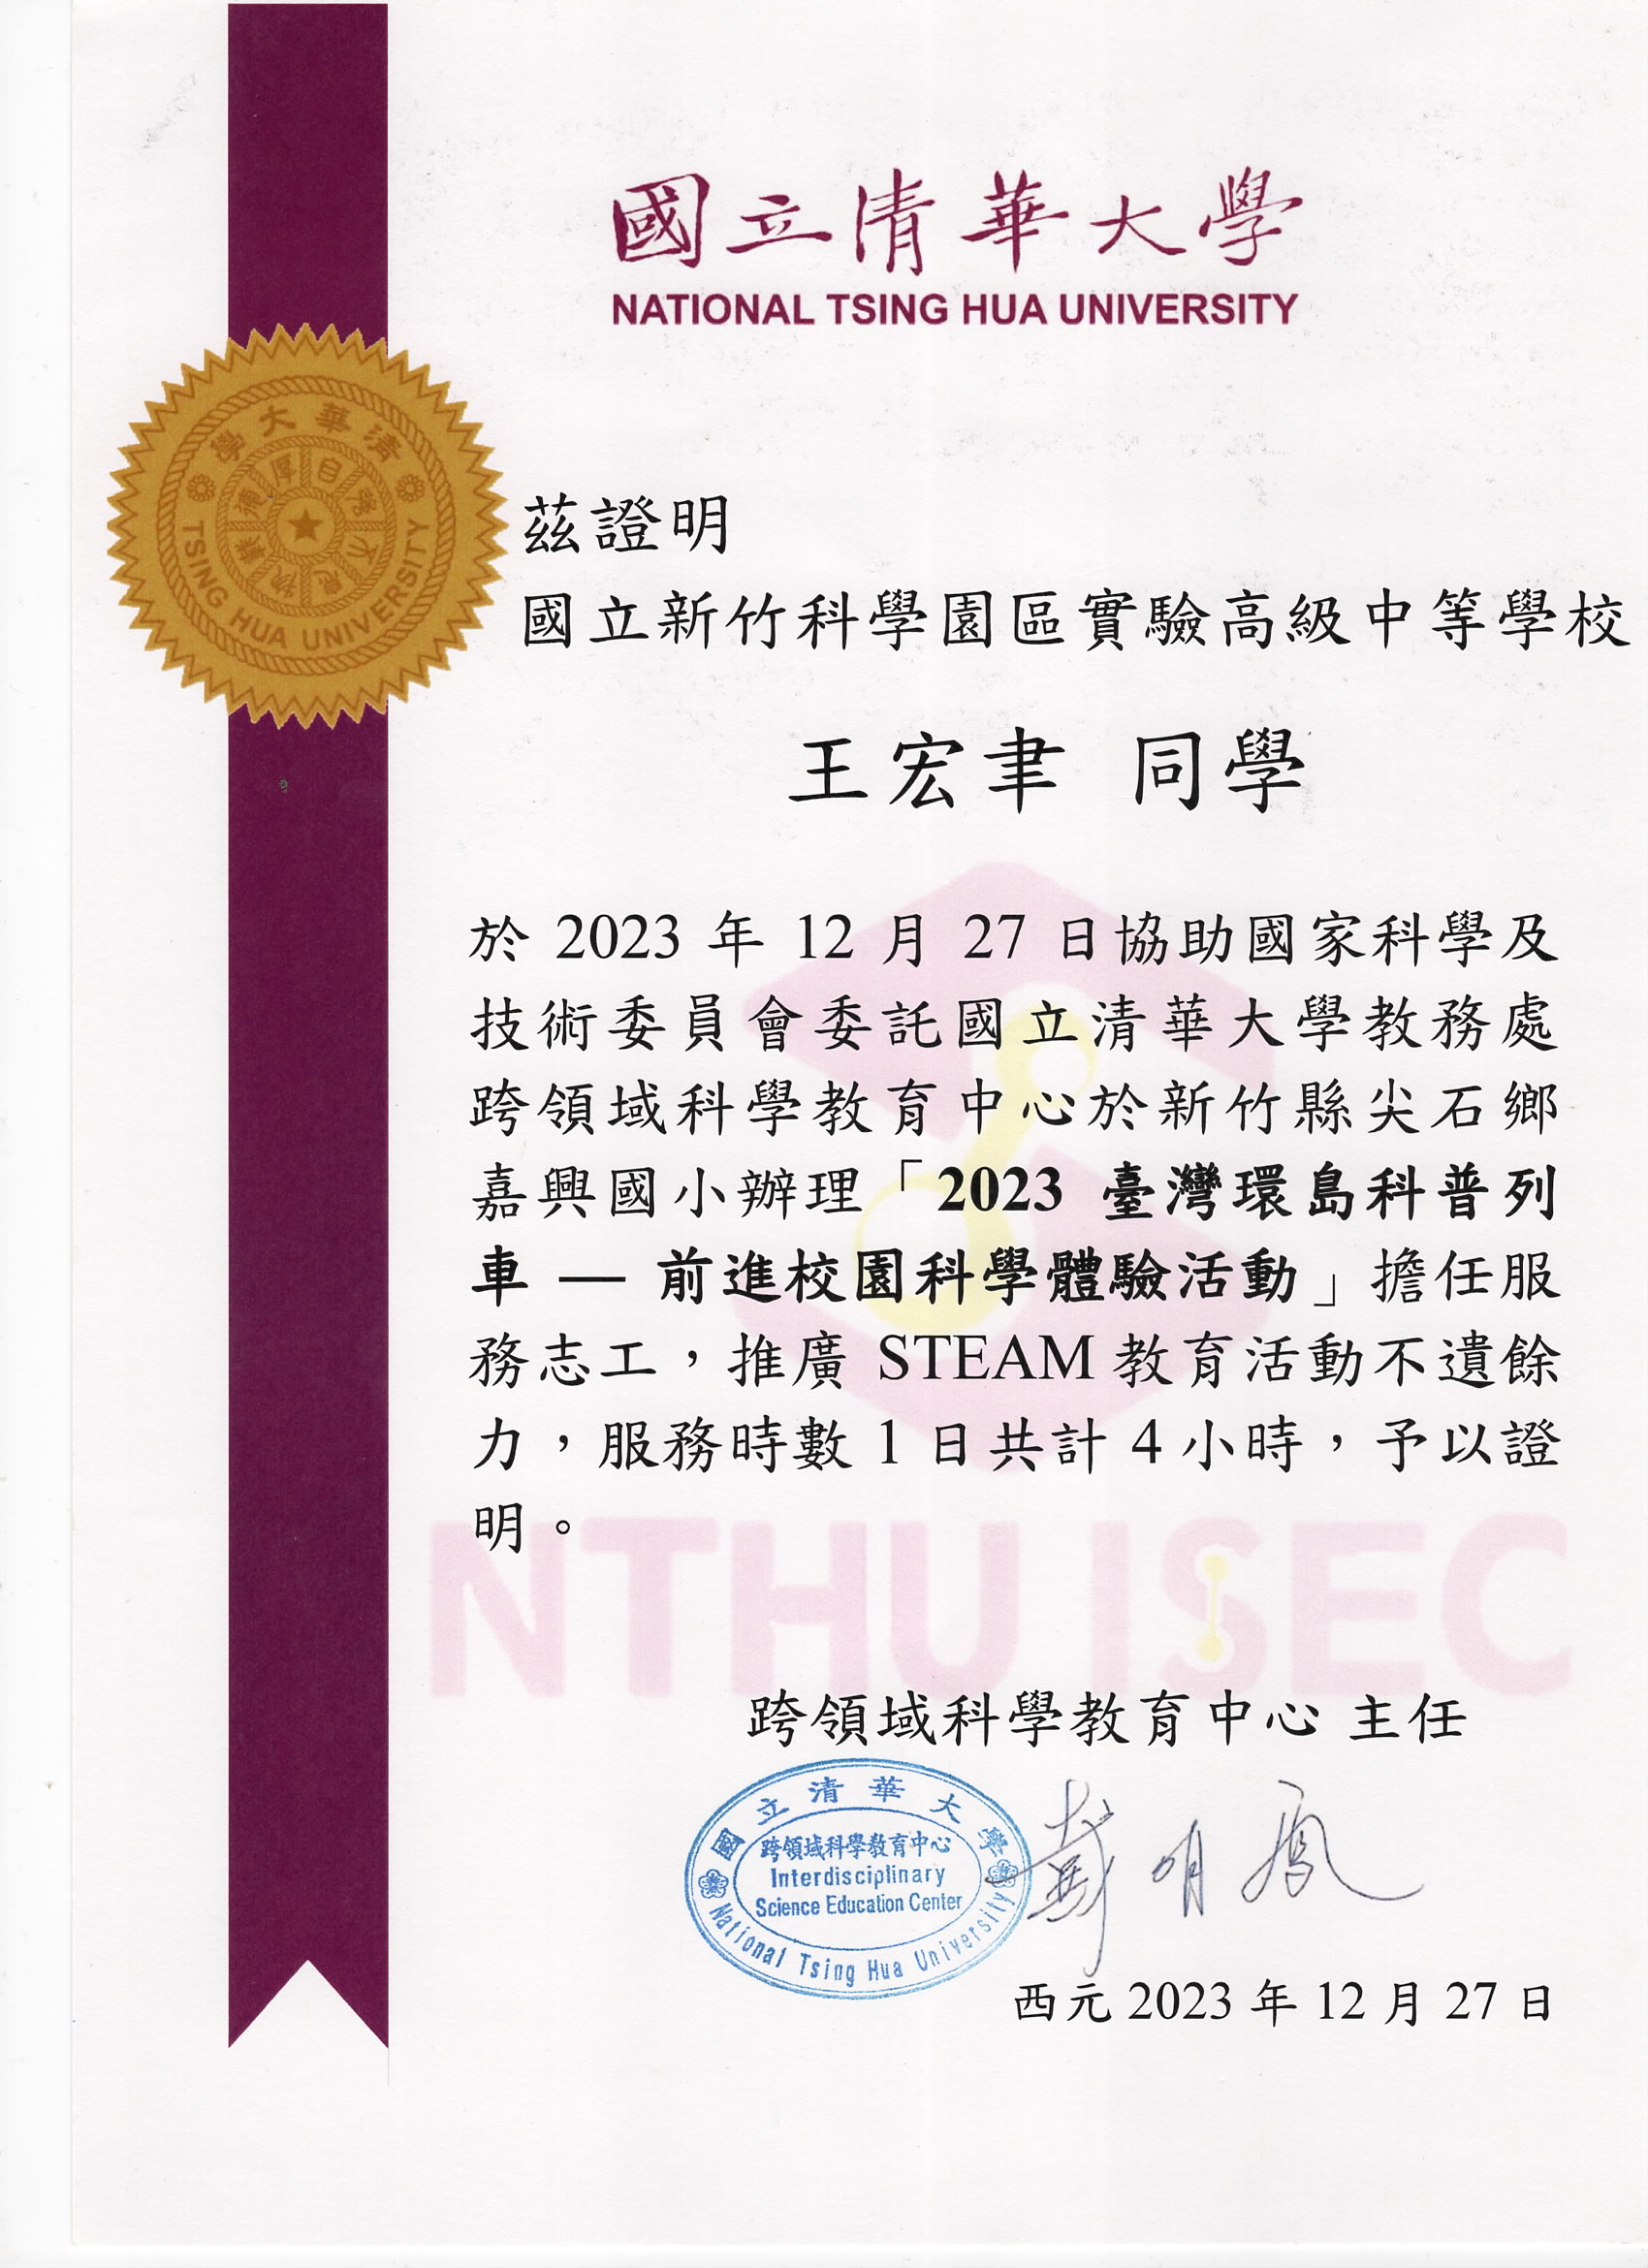 國立清華大學
NATIONAL TSING HUA UNIVERSITY
清華大學
自強不息
厚德載物
TSING HUA UNIVERSITY
茲證明
國立新竹科學園區實驗高級中等學校
王宏聿 同學
於 2023 年 12 月 27 日協助國家科學及
技術委員會委託國立清華大學教務處
跨領域科學教育中心於新竹縣尖石鄉
嘉興國小辦理「2023 臺灣環島科普列
車 — 前進校園科學體驗活動」擔任服
務志工，推廣 STEAM 教育活動不遺餘
力，服務時數 1 日共計 4 小時，予以證
明。
NTHU ISEC
跨領域科學教育中心 主任
國立清華大學
跨領域科學教育中心
Interdisciplinary
Science Education Center
National Tsing Hua University
戴明鳳
西元 2023 年 12 月 27 日